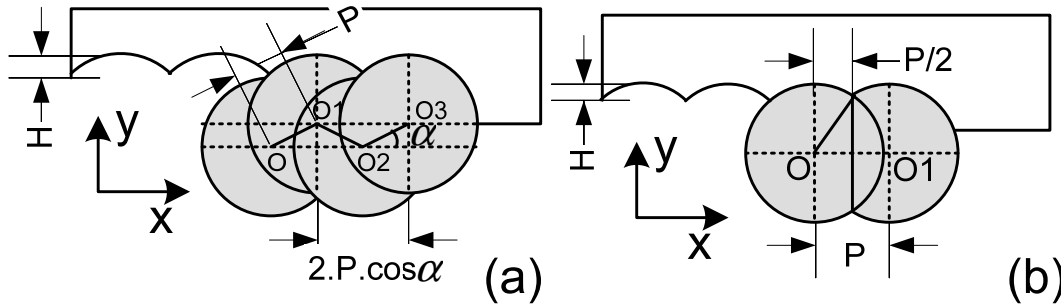 P
H
y
x
O
O1
O2
O3
α
2.P.cosα
(a)
P/2
H
y
x
O
O1
P
(b)